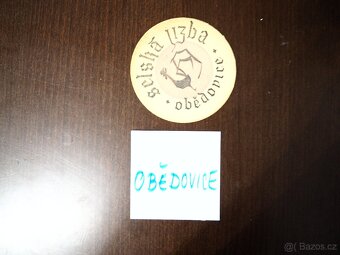 selská jizba
· obědovice ·
OBĚDOVICE
© Bazos.cz